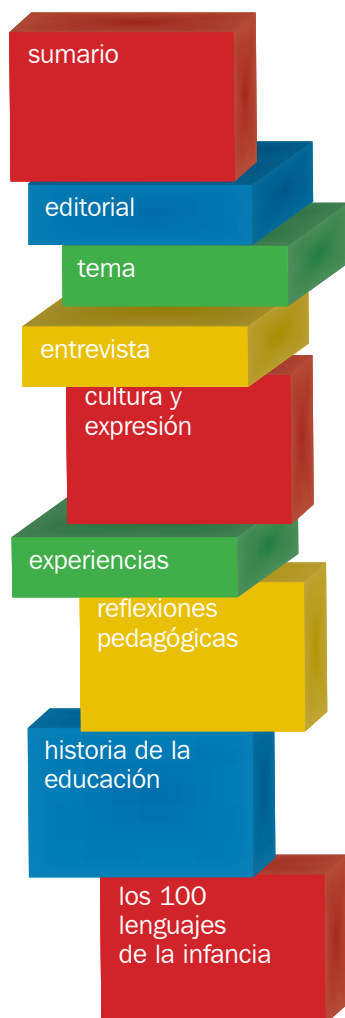 sumario
editorial
tema
entrevista
cultura y
expresión
experiencias
reflexiones
pedagógicas
historia de la
educación
los 100
lenguajes
de la infancia